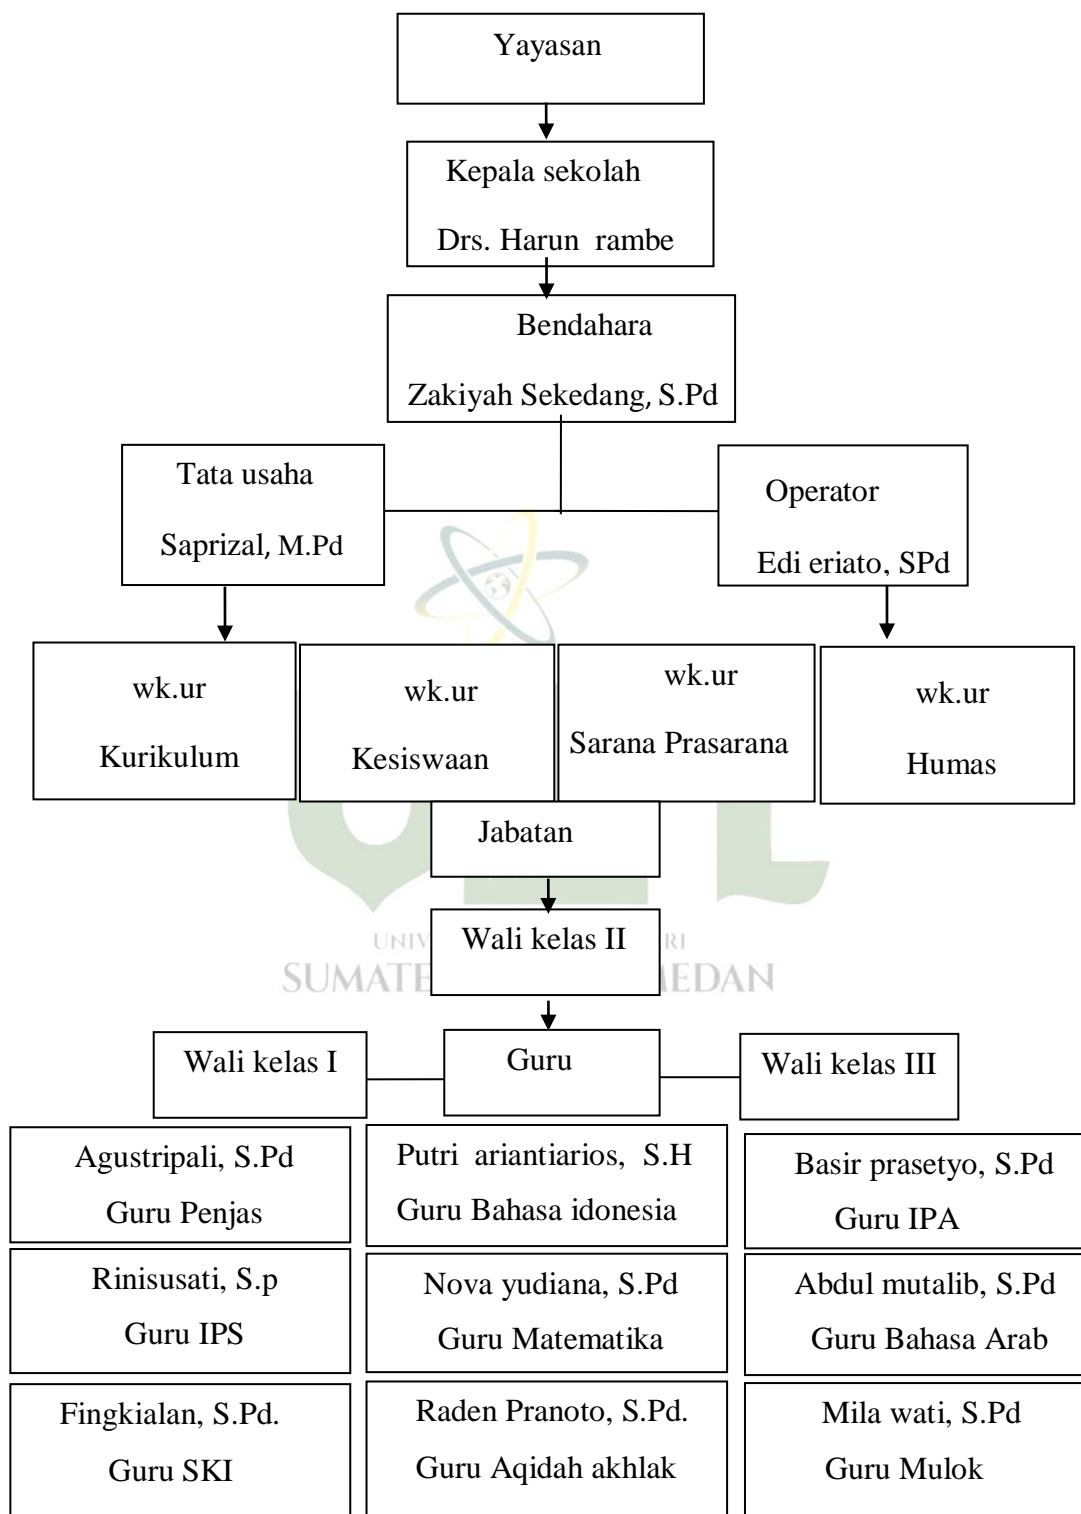 Yayasan
Kepala sekolah
Drs. Harun rambe
Bendahara
Zakiyah Sekedang, S.Pd
Tata usaha
Saprizal, M.Pd
Operator
Edi eriato, SPd
wk.ur
Kurikulum
wk.ur
Kesiswaan
wk.ur
Sarana Prasarana
wk.ur
Humas
Jabatan
Wali kelas II
UNIV RI
SUMATE MEDAN
Wali kelas I
Guru
Wali kelas III
Agustripali, S.Pd
Guru Penjas
Putri ariantiarios, S.H
Guru Bahasa idonesia
Basir prasetyo, S.Pd
Guru IPA
Rinisusati, S.p
Guru IPS
Nova yudiana, S.Pd
Guru Matematika
Abdul mutalib, S.Pd
Guru Bahasa Arab
Fingkialan, S.Pd.
Guru SKI
Raden Pranoto, S.Pd.
Guru Aqidah akhlak
Mila wati, S.Pd
Guru Mulok